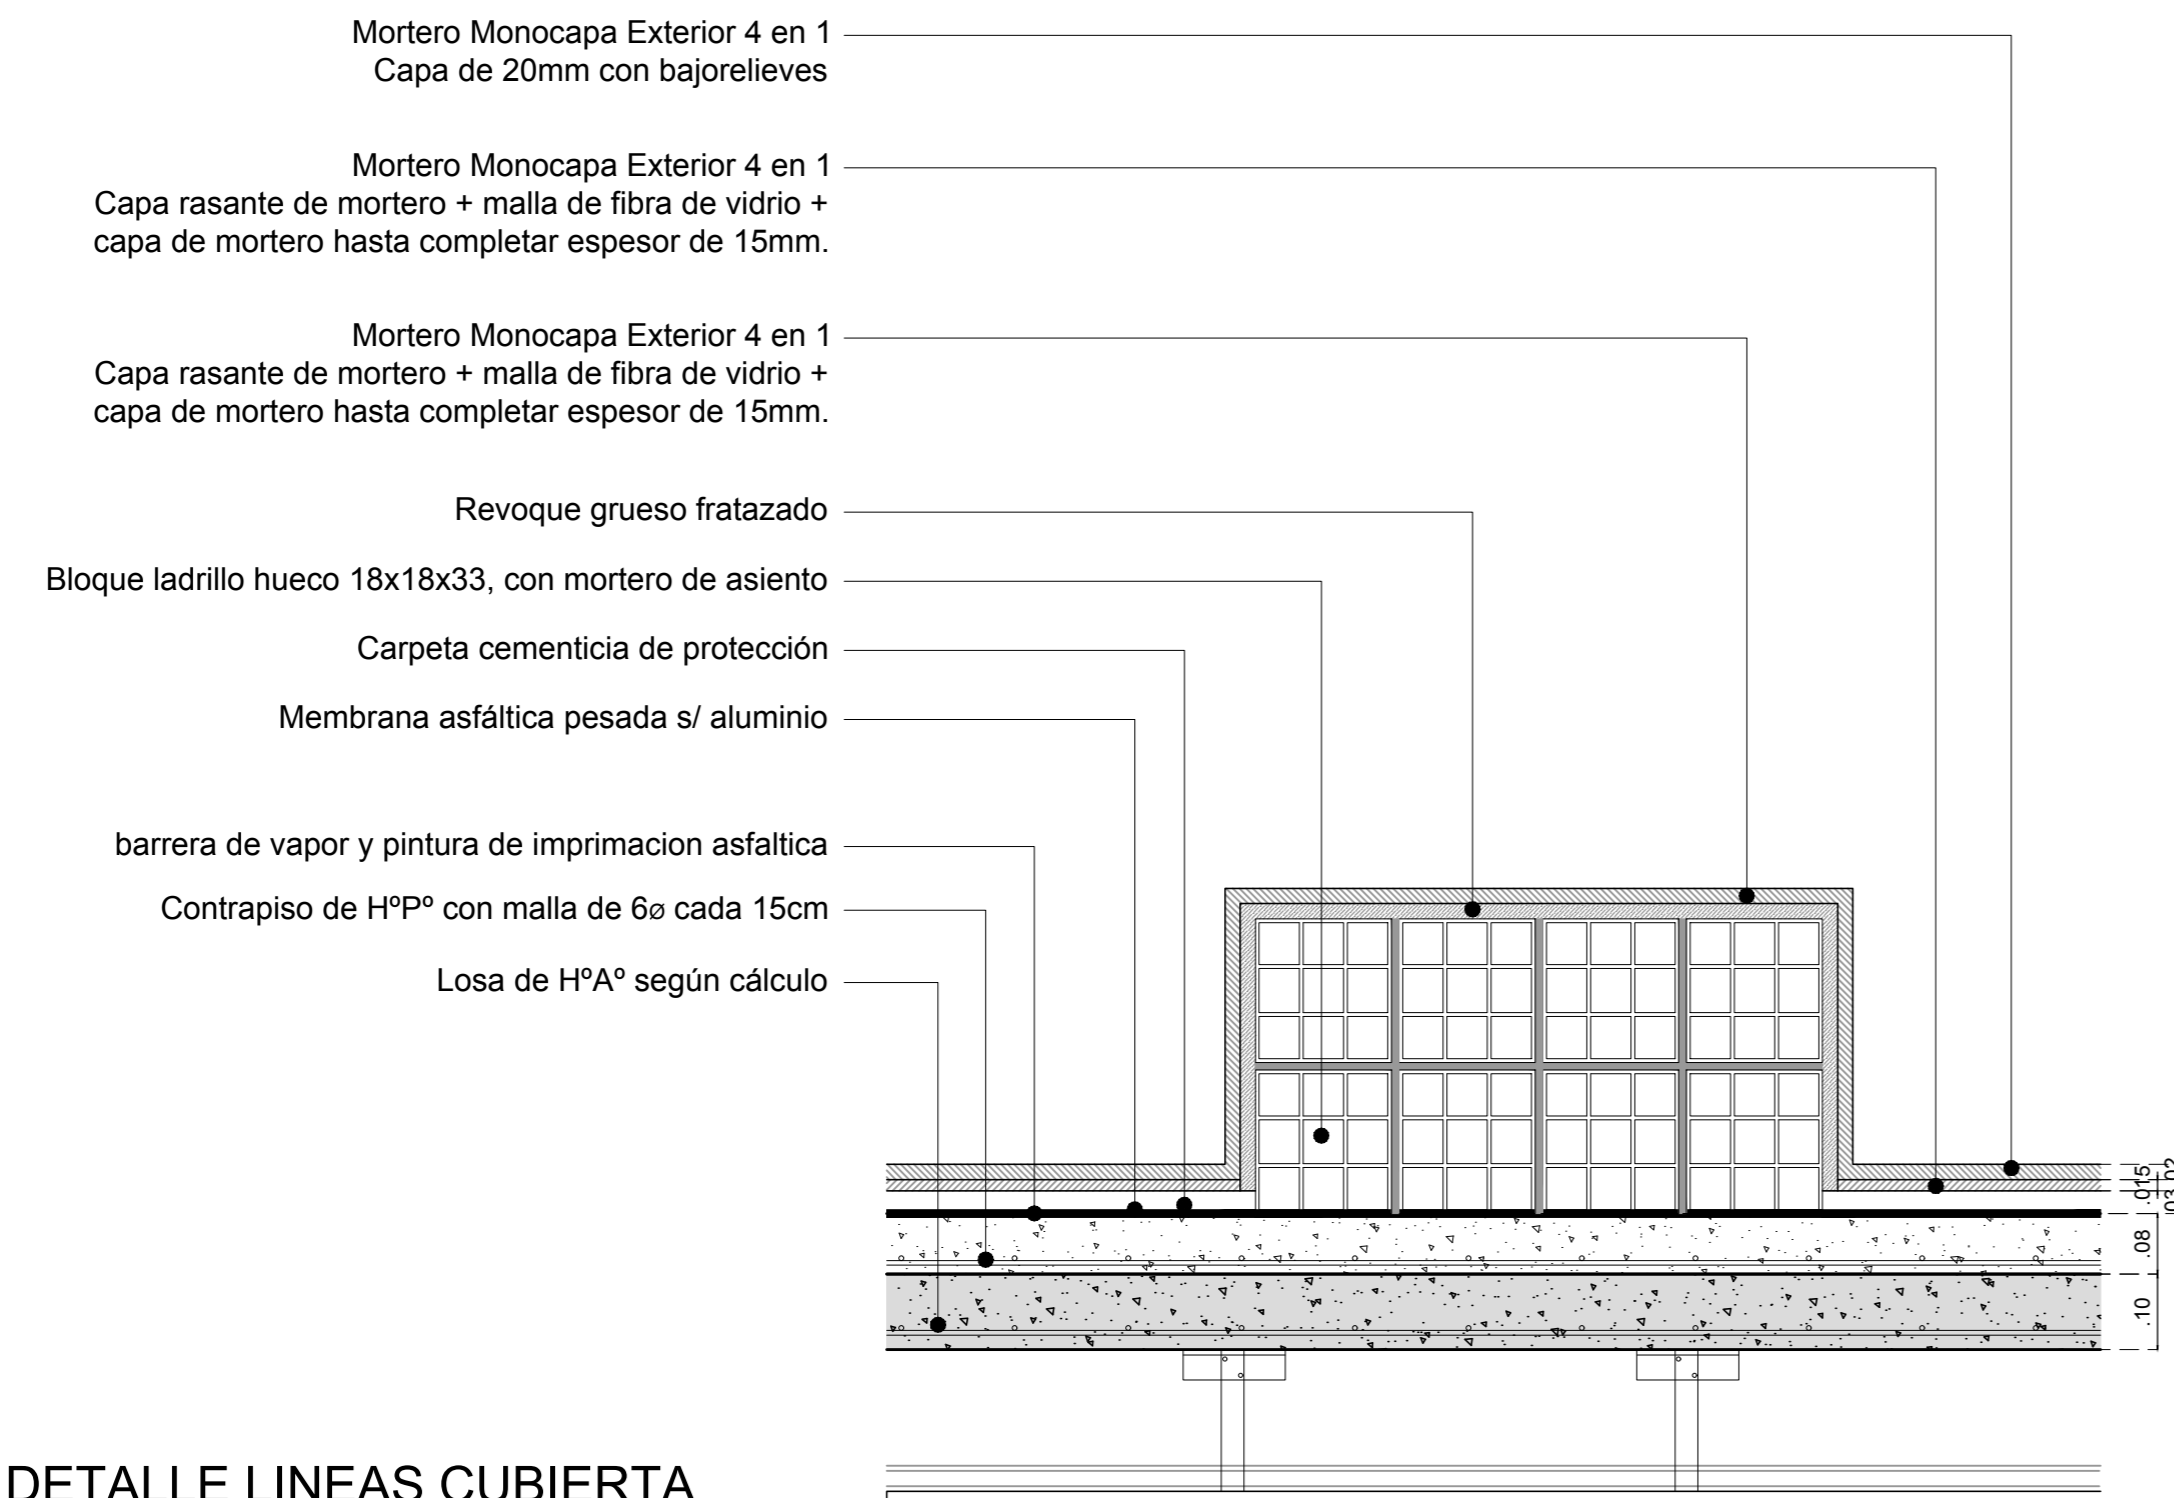 Mortero Monocapa Exterior 4 en 1
Capa de 20mm con bajorelieves
Mortero Monocapa Exterior 4 en 1
Capa rasante de mortero + malla de fibra de vidrio +
capa de mortero hasta completar espesor de 15mm.
Mortero Monocapa Exterior 4 en 1
Capa rasante de mortero + malla de fibra de vidrio +
capa de mortero hasta completar espesor de 15mm.
Revoque grueso fratazado
Bloque ladrillo hueco 18x18x33, con mortero de asiento
Carpeta cementicia de protección
Membrana asfáltica pesada s/ aluminio
barrera de vapor y pintura de imprimacion asfaltica
Contrapiso de HºPº con malla de 6ø cada 15cm
Losa de HºAº según cálculo
.015
.03
.02
.08
.10
DETALLE LINEAS CUBIERTA